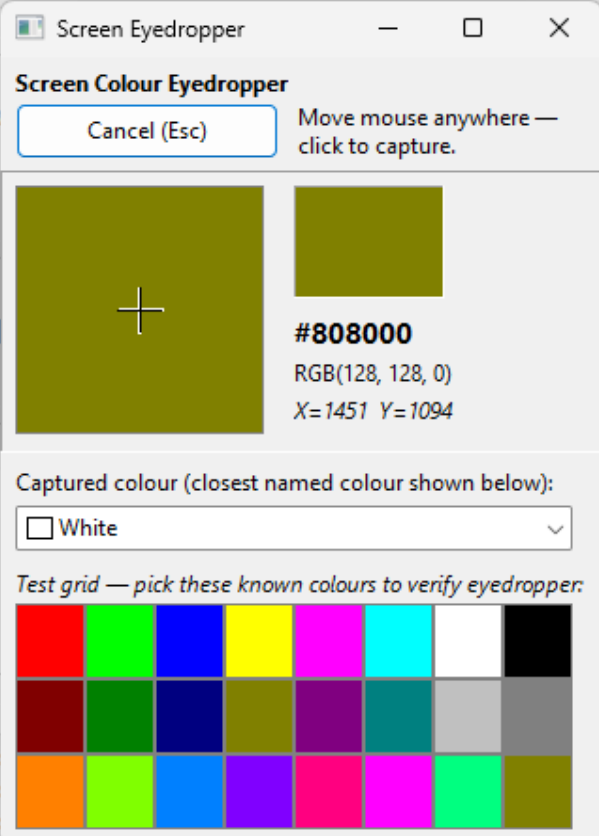 Screen Eyedropper
Screen Colour Eyedropper
Cancel (Esc)
Move mouse anywhere —
click to capture.
#808000
RGB(128, 128, 0)
X=1451 Y=1094
Captured colour (closest named colour shown below):
White
Test grid — pick these known colours to verify eyedropper: